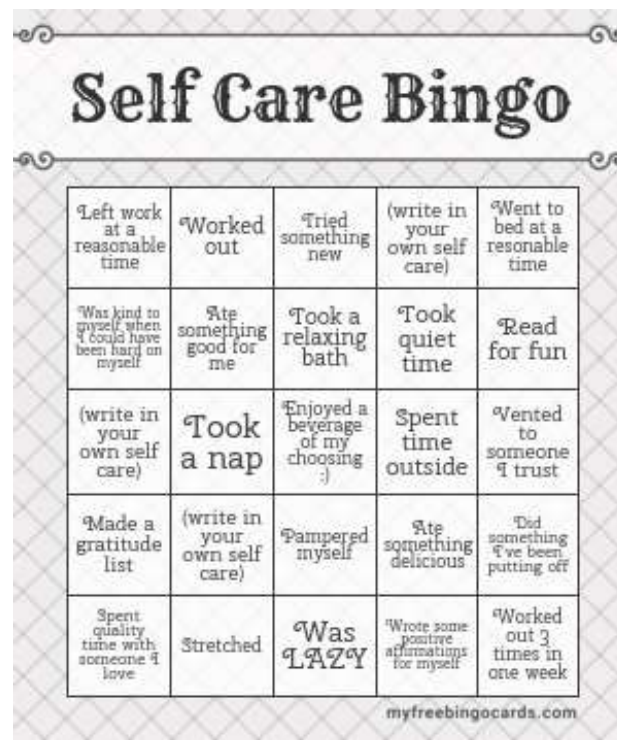 Self Care Bingo
Left work
at a
reasonable
time
Worked
out
Tried
something
new
(write in
your
own self
care)
Went to
bed at a
resonable
time
Was kind to
myself when
I could have
been hard on
myself
Ate
something
good for
me
Took a
relaxing
bath
Took
quiet
time
Read
for fun
(write in
your
own self
care)
Took
a nap
Enjoyed a
beverage
of my
choosing
:)
Spent
time
outside
Vented
to
someone
I trust
Made a
gratitude
list
(write in
your
own self
care)
Pampered
myself
Ate
something
delicious
Did
something
I've been
putting off
Spent
quality
time with
someone I
love
Stretched
Was
LAZY
Wrote some
positive
affirmations
for myself
Worked
out 3
times in
one week
myfreebingocards.com